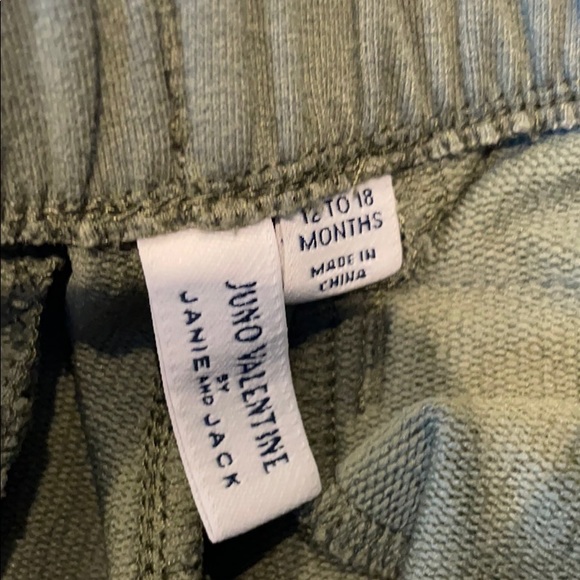 12 TO 18
MONTHS
MADE IN
CHINA
JUNO VALENTINE
BY
JANIE AND JACK